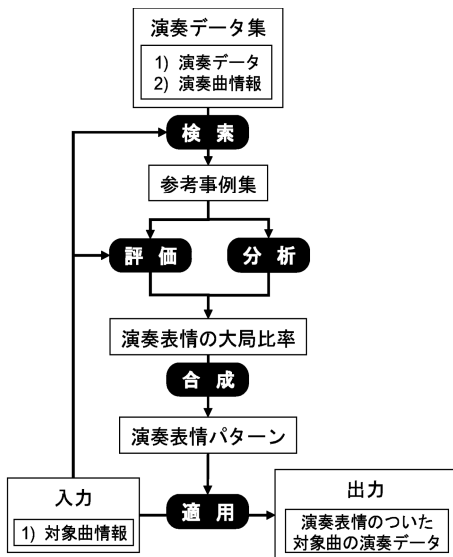 演奏データ集
1) 演奏データ
2) 演奏曲情報
検 索
参考事例集
評 価
分 析
演奏表情の大局比率
合 成
演奏表情パターン
入力
1) 対象曲情報
適 用
出力
演奏表情のついた
対象曲の演奏データ